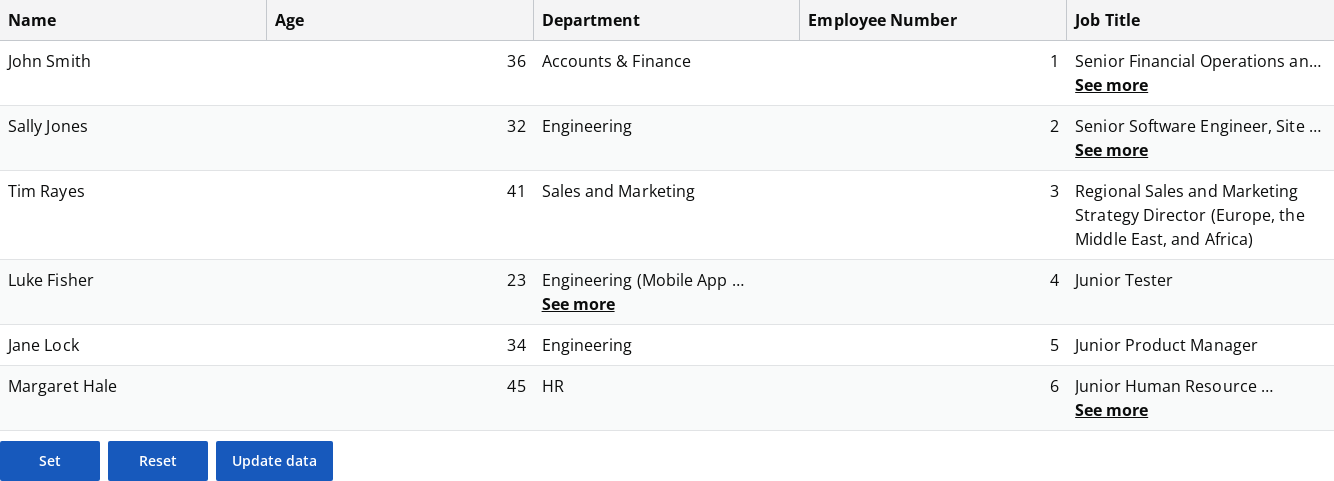 Name Age Department Employee Number Job Title
John Smith 36 Accounts & Finance 1 Senior Financial Operations an...
See more
Sally Jones 32 Engineering 2 Senior Software Engineer, Site ...
See more
Tim Rayes 41 Sales and Marketing 3 Regional Sales and Marketing
Strategy Director (Europe, the
Middle East, and Africa)
Luke Fisher 23 Engineering (Mobile App ... 4 Junior Tester
See more
Jane Lock 34 Engineering 5 Junior Product Manager
Margaret Hale 45 HR 6 Junior Human Resource ...
See more
Set Reset Update data